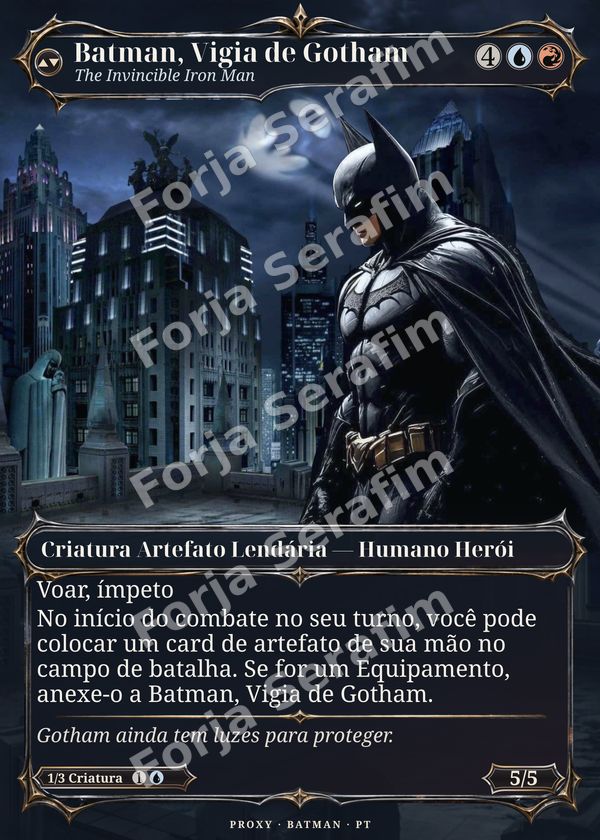 Batman, Vigia de Gotham
4
The Invincible Iron Man
Criatura Artefato Lendária — Humano Herói
Voar, ímpeto
No início do combate no seu turno, você pode
colocar um card de artefato de sua mão no
campo de batalha. Se for um Equipamento,
anexe-o a Batman, Vigia de Gotham.
Gotham ainda tem luzes para proteger.
1/3 Criatura 1
5/5
PROXY · BATMAN · PT
Forja Serafim
Forja Serafim
Forja Serafim
Forja Serafim
Forja Serafim
Forja Serafim